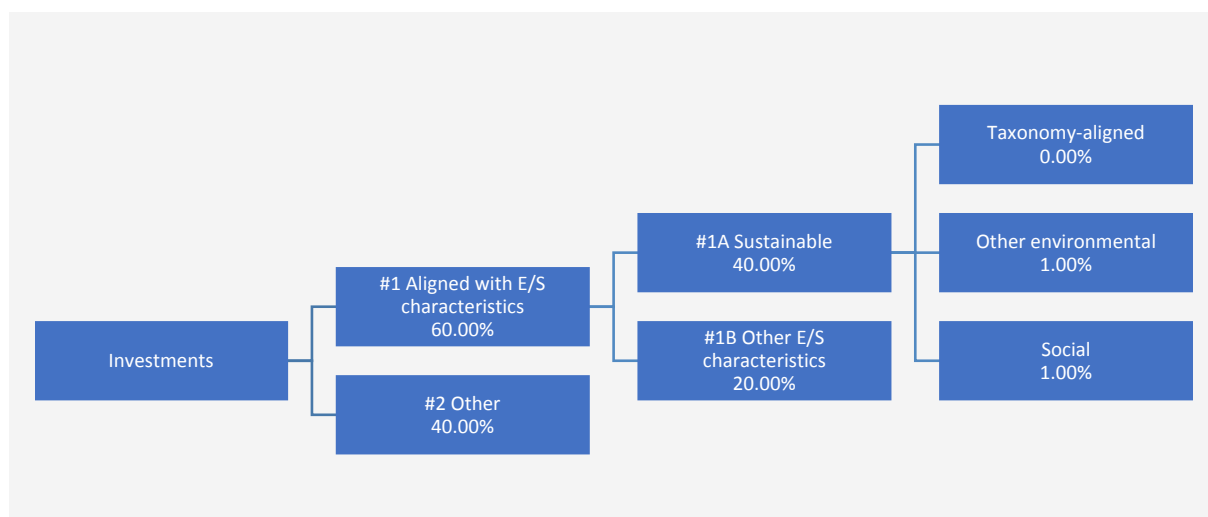 Investments
#1 Aligned with E/S
characteristics
60.00%
#2 Other
40.00%
#1A Sustainable
40.00%
#1B Other E/S
characteristics
20.00%
Taxonomy-aligned
0.00%
Other environmental
1.00%
Social
1.00%